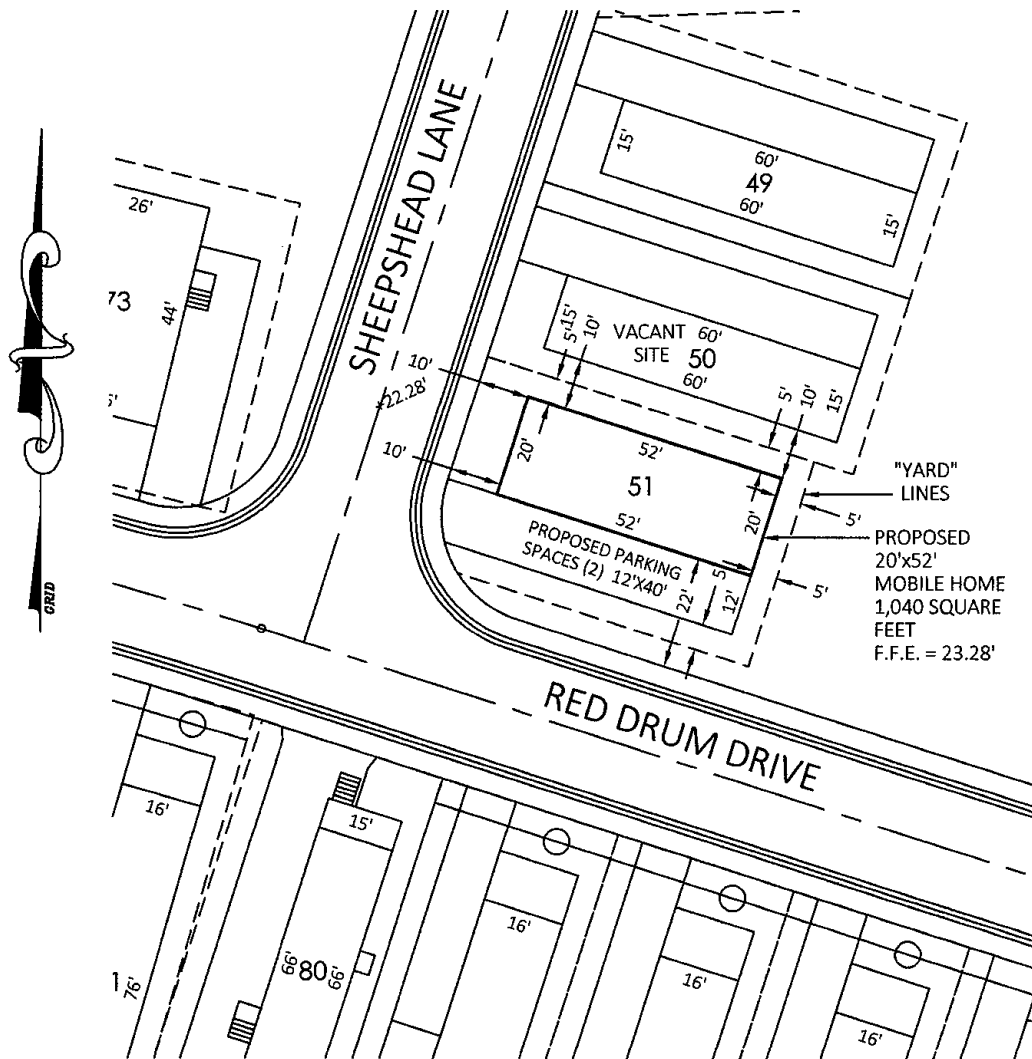 SHEEPSHEAD LANE
15'
60'
49
60'
15'
26'
73
44'
GRID
5'
15'
10'
VACANT
SITE
60'
50
60'
5'
10'
15'
10'
22.28'
10'
20'
52'
51
52'
20'
"YARD"
LINES
5'
PROPOSED PARKING
SPACES (2) 12'X40'
22'
5'
12'
5'
PROPOSED
20'x52'
MOBILE HOME
1,040 SQUARE
FEET
F.F.E. = 23.28'
RED DRUM DRIVE
16'
15'
16'
16'
16'
66'
80
66'
76'